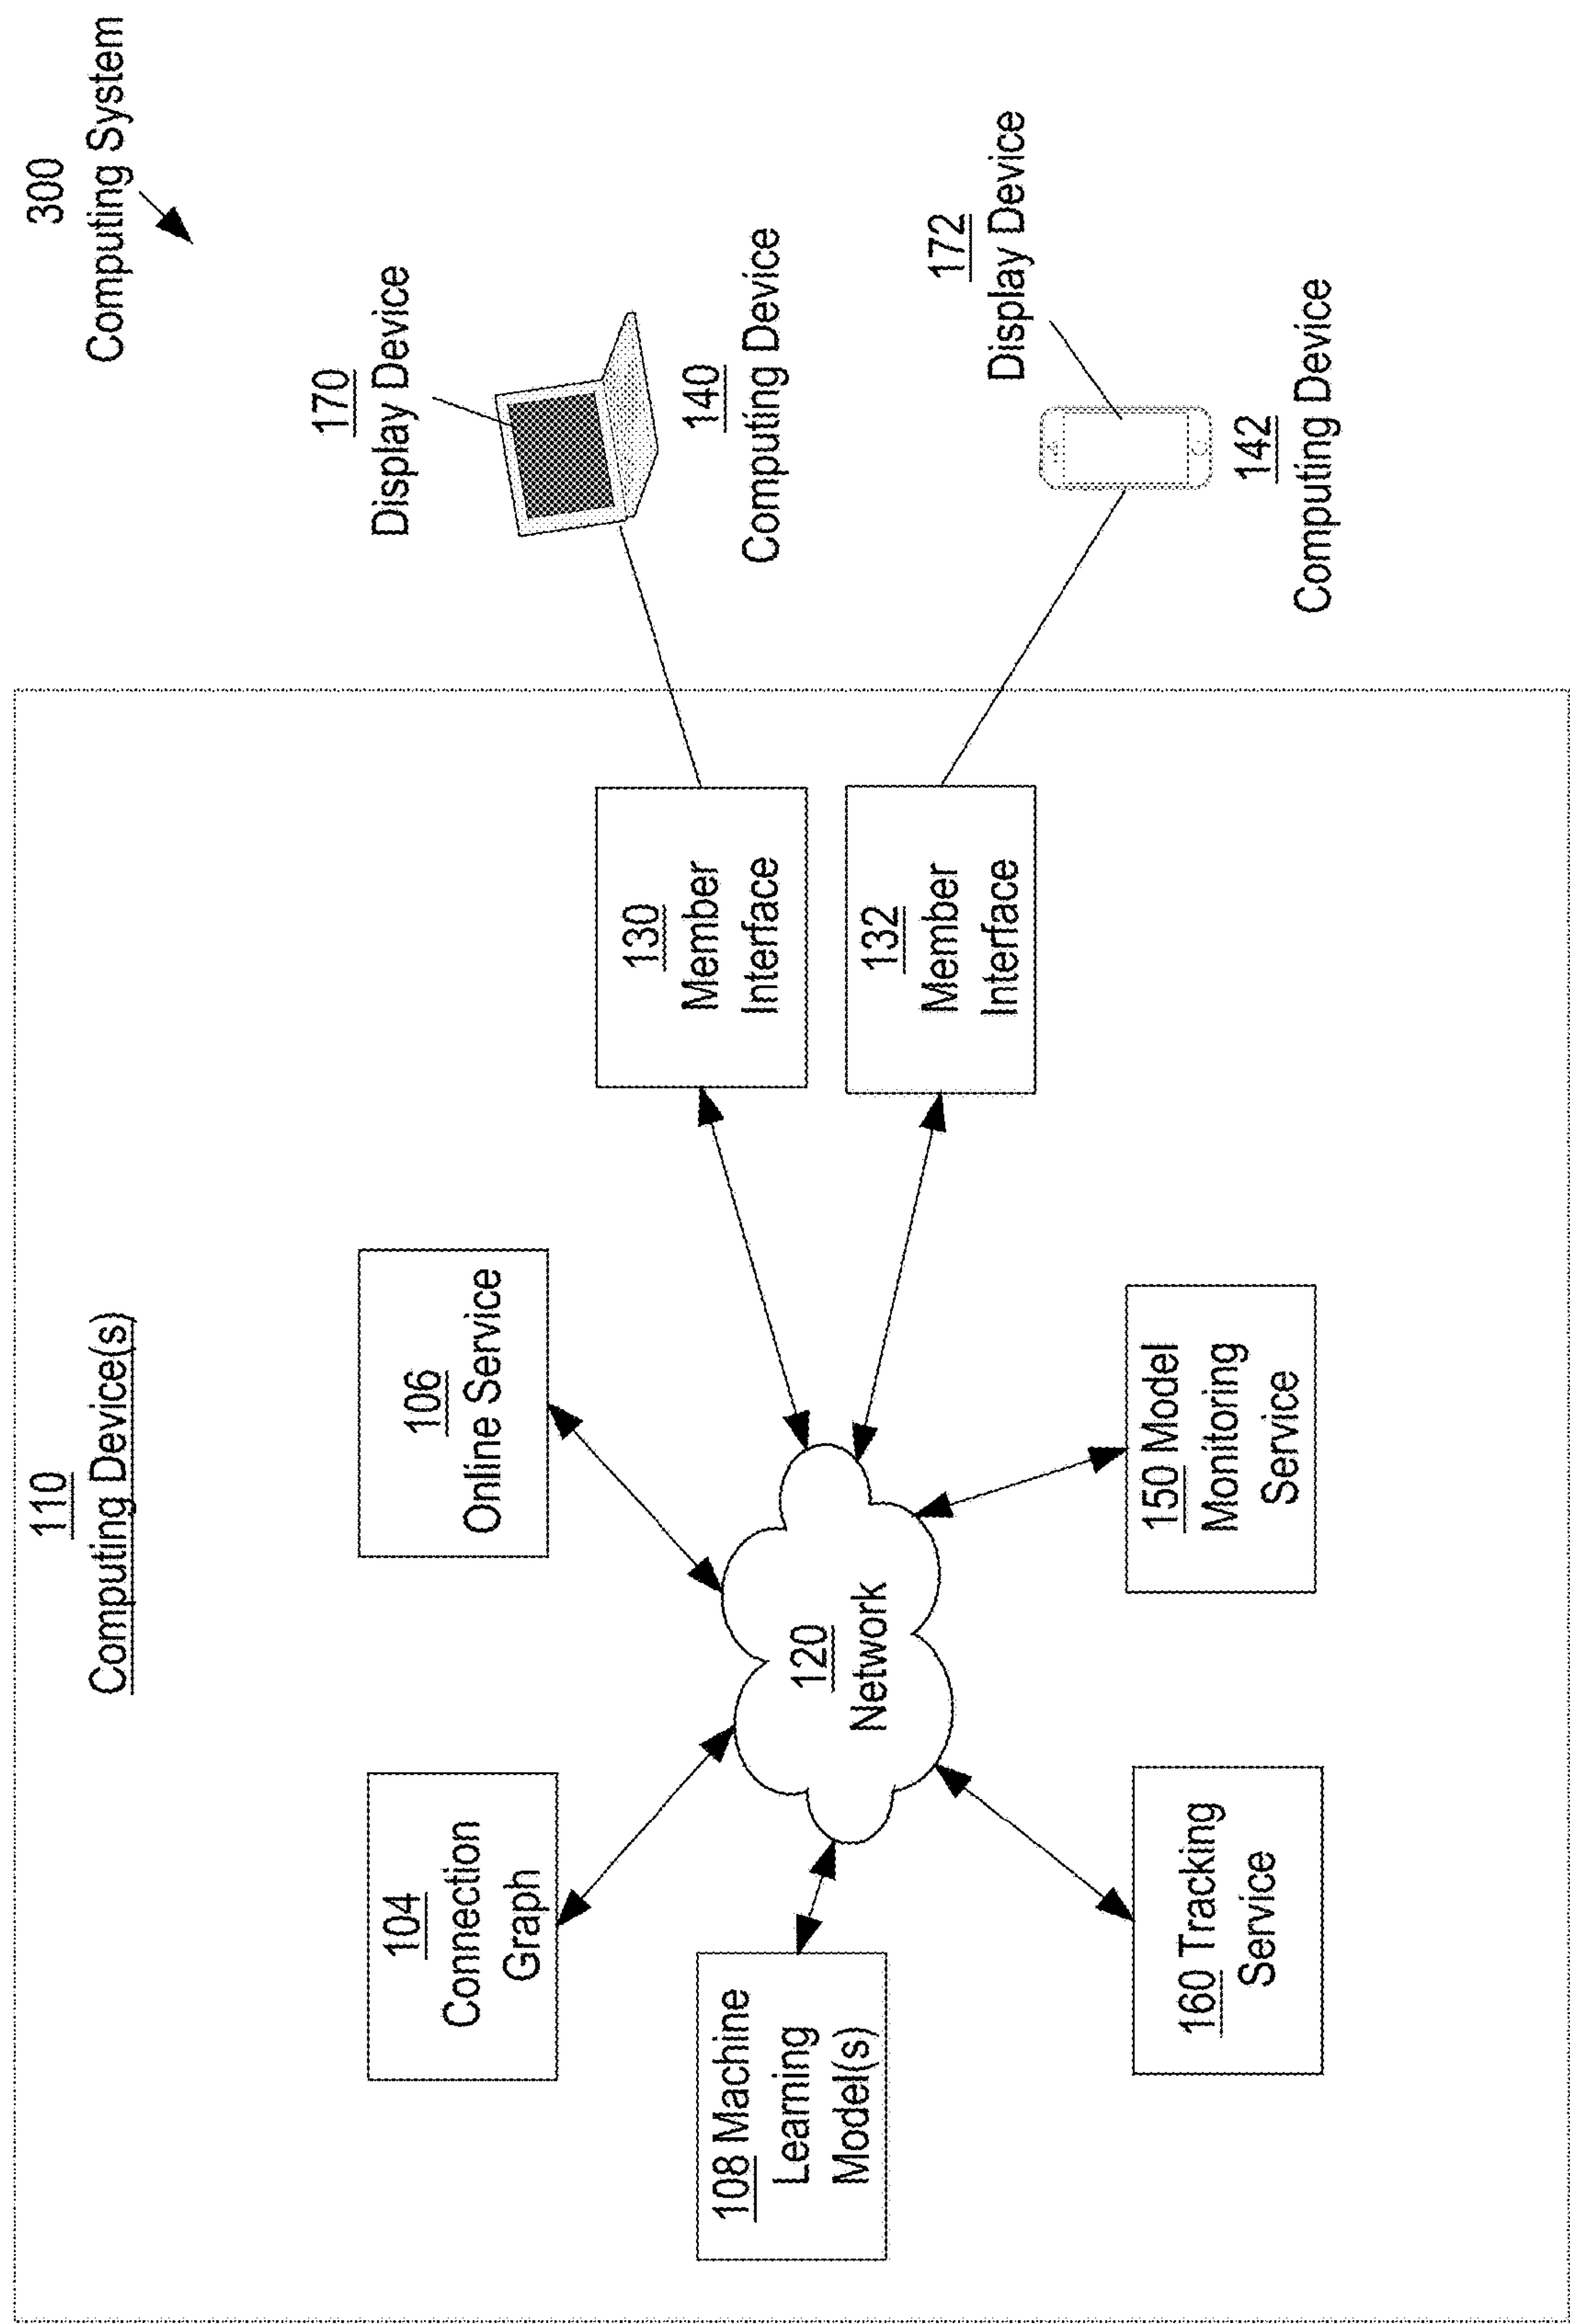 300
Computing System
110
Computing Device(s)
104
Connection
Graph
106
Online Service
108 Machine
Learning
Model(s)
120
Network
160 Tracking
Service
150 Model
Monitoring
Service
130
Member
Interface
132
Member
Interface
170
Display Device
140
Computing Device
172
Display Device
142
Computing Device